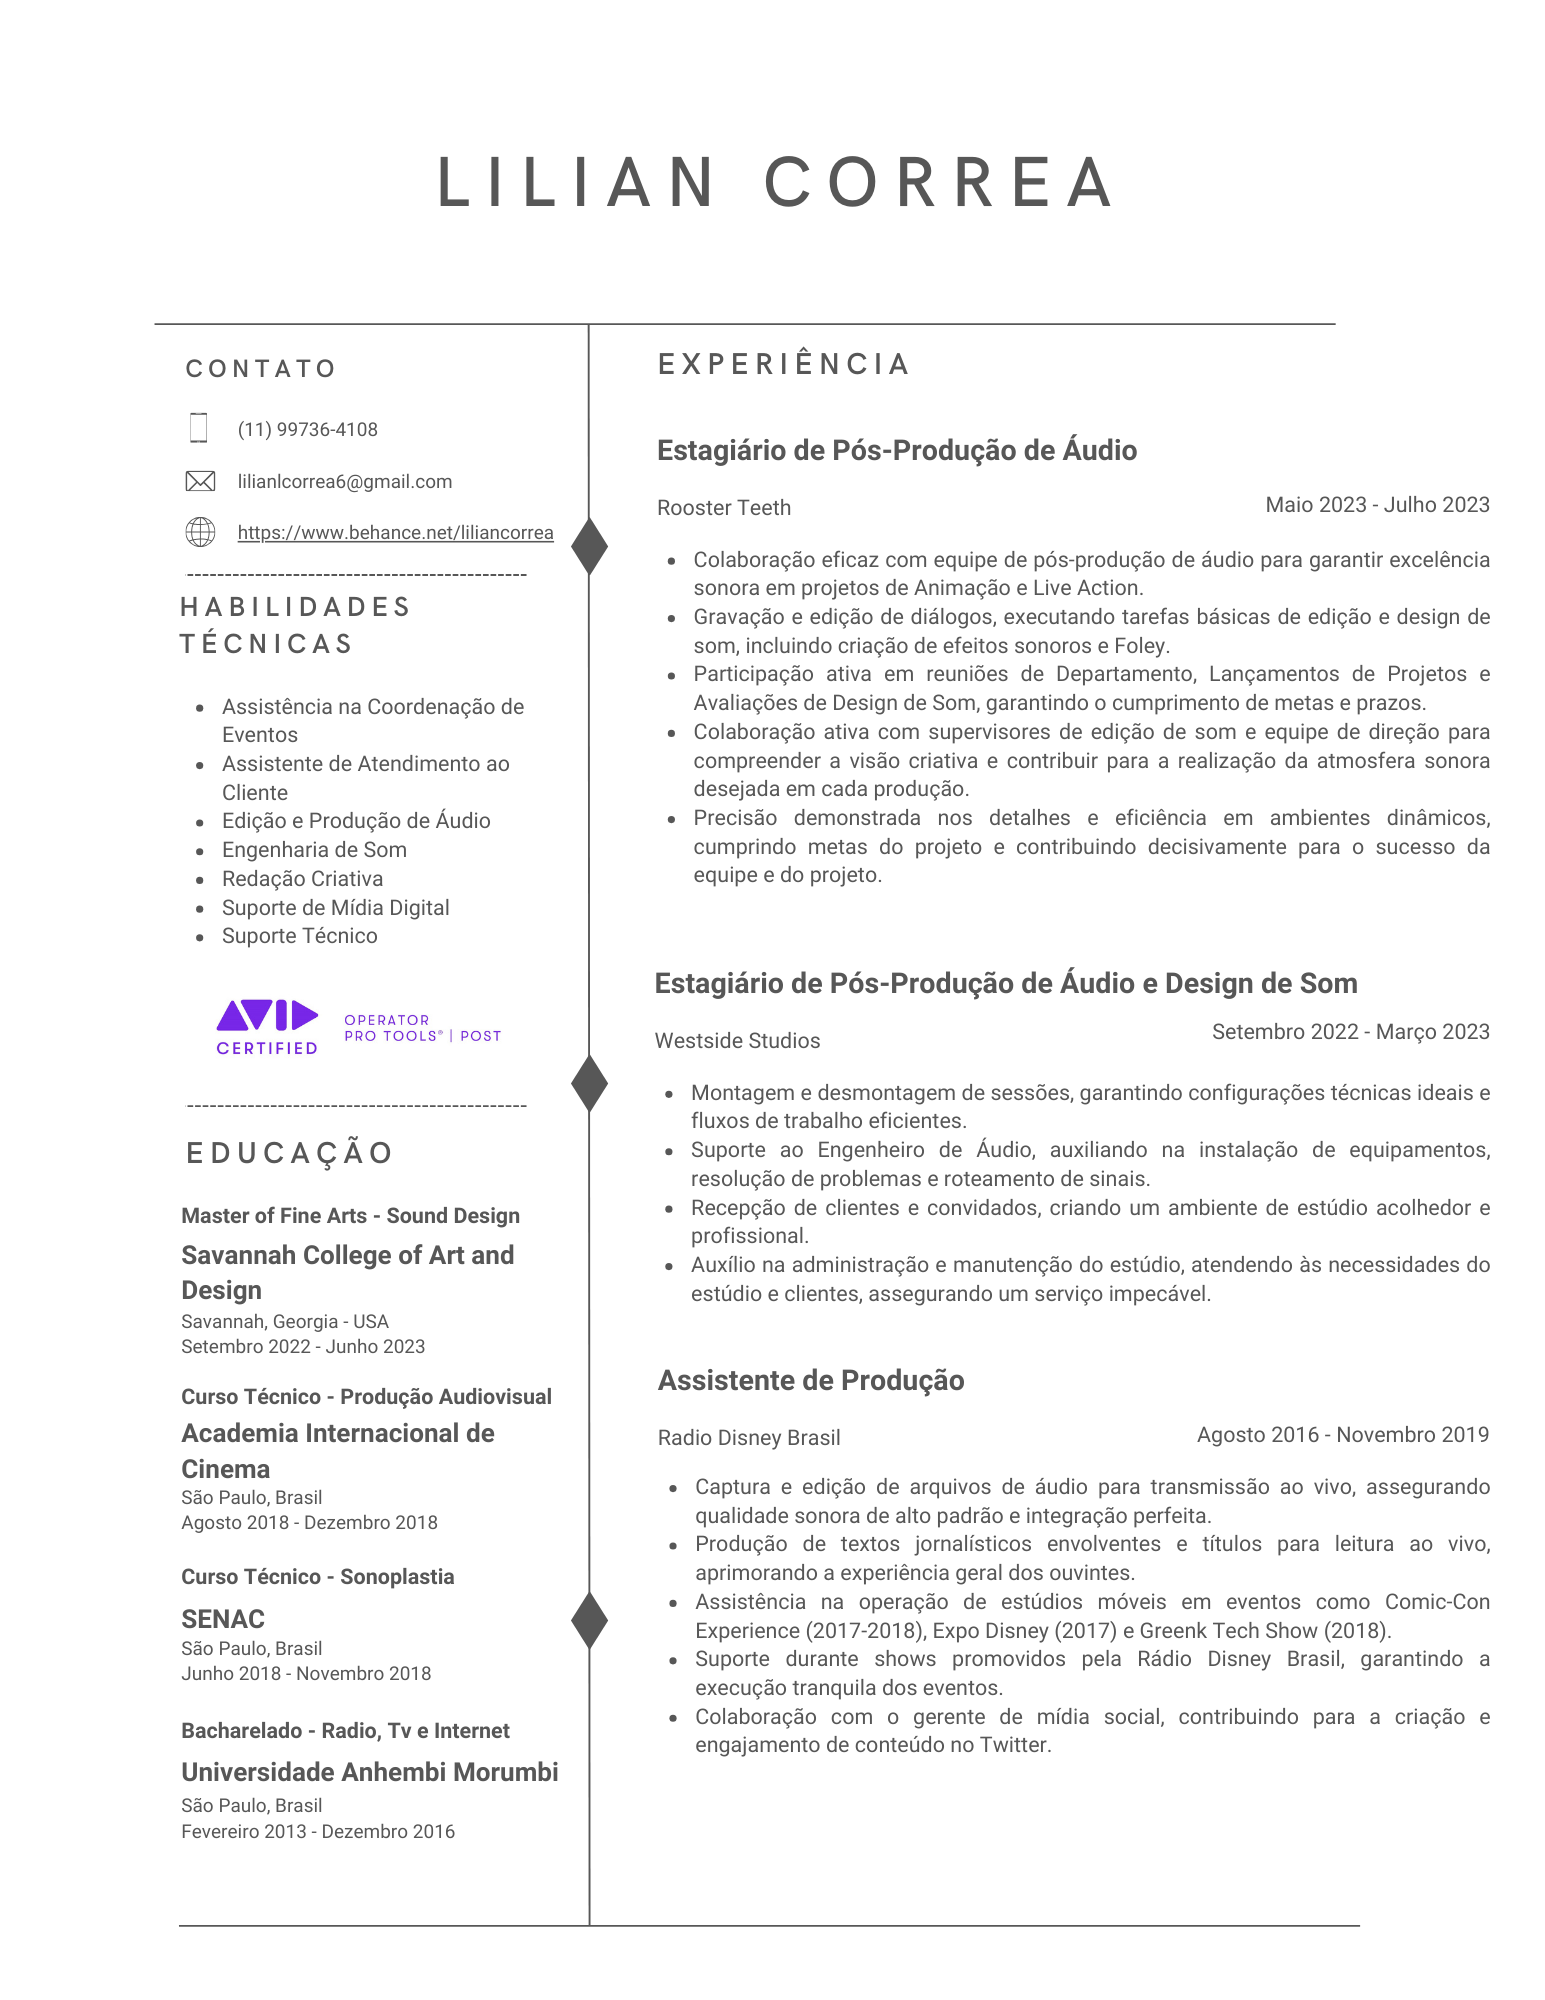 LILIAN CORREA
CONTATO
(11) 99736-4108
lilianlcorrea6@gmail.com
https://www.behance.net/liliancorrea
---------------------------------------------
HABILIDADES
TÉCNICAS
• Assistência na Coordenação de
Eventos
• Assistente de Atendimento ao
Cliente
• Edição e Produção de Áudio
• Engenharia de Som
• Redação Criativa
• Suporte de Mídia Digital
• Suporte Técnico
AVID
CERTIFIED
OPERATOR
PRO TOOLS® | POST
---------------------------------------------
EDUCAÇÃO
Master of Fine Arts - Sound Design
Savannah College of Art and
Design
Savannah, Georgia - USA
Setembro 2022 - Junho 2023
Curso Técnico - Produção Audiovisual
Academia Internacional de
Cinema
São Paulo, Brasil
Agosto 2018 - Dezembro 2018
Curso Técnico - Sonoplastia
SENAC
São Paulo, Brasil
Junho 2018 - Novembro 2018
Bacharelado - Radio, Tv e Internet
Universidade Anhembi Morumbi
São Paulo, Brasil
Fevereiro 2013 - Dezembro 2016
EXPERIÊNCIA
Estagiário de Pós-Produção de Áudio
Rooster Teeth
Maio 2023 - Julho 2023
• Colaboração eficaz com equipe de pós-produção de áudio para garantir excelência
sonora em projetos de Animação e Live Action.
• Gravação e edição de diálogos, executando tarefas básicas de edição e design de
som, incluindo criação de efeitos sonoros e Foley.
• Participação ativa em reuniões de Departamento, Lançamentos de Projetos e
Avaliações de Design de Som, garantindo o cumprimento de metas e prazos.
• Colaboração ativa com supervisores de edição de som e equipe de direção para
compreender a visão criativa e contribuir para a realização da atmosfera sonora
desejada em cada produção.
• Precisão demonstrada nos detalhes e eficiência em ambientes dinâmicos,
cumprindo metas do projeto e contribuindo decisivamente para o sucesso da
equipe e do projeto.
Estagiário de Pós-Produção de Áudio e Design de Som
Westside Studios
Setembro 2022 - Março 2023
• Montagem e desmontagem de sessões, garantindo configurações técnicas ideais e
fluxos de trabalho eficientes.
• Suporte ao Engenheiro de Áudio, auxiliando na instalação de equipamentos,
resolução de problemas e roteamento de sinais.
• Recepção de clientes e convidados, criando um ambiente de estúdio acolhedor e
profissional.
• Auxílio na administração e manutenção do estúdio, atendendo às necessidades do
estúdio e clientes, assegurando um serviço impecável.
Assistente de Produção
Radio Disney Brasil
Agosto 2016 - Novembro 2019
• Captura e edição de arquivos de áudio para transmissão ao vivo, assegurando
qualidade sonora de alto padrão e integração perfeita.
• Produção de textos jornalísticos envolventes e títulos para leitura ao vivo,
aprimorando a experiência geral dos ouvintes.
• Assistência na operação de estúdios móveis em eventos como Comic-Con
Experience (2017-2018), Expo Disney (2017) e Greenk Tech Show (2018).
• Suporte durante shows promovidos pela Rádio Disney Brasil, garantindo a
execução tranquila dos eventos.
• Colaboração com o gerente de mídia social, contribuindo para a criação e
engajamento de conteúdo no Twitter.